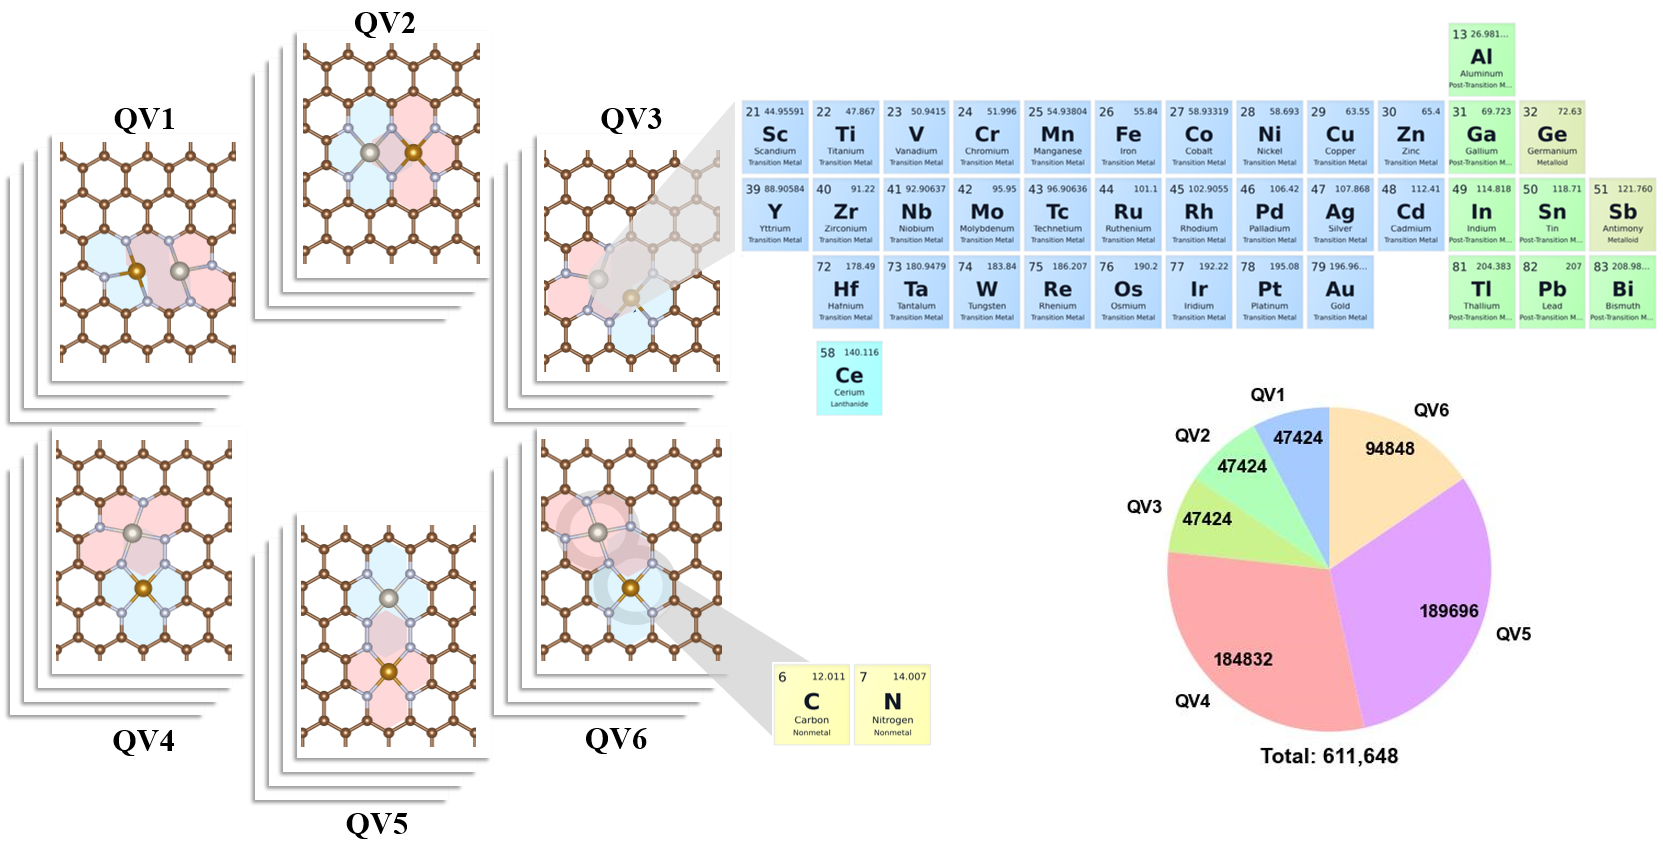 QV2
QV1
QV3
13 26.981...
Al
Aluminum
Post-Transition M...
21 44.95591
Sc
Scandium
Transition Metal
22 47.867
Ti
Titanium
Transition Metal
23 50.9415
V
Vanadium
Transition Metal
24 51.996
Cr
Chromium
Transition Metal
25 54.93804
Mn
Manganese
Transition Metal
26 55.84
Fe
Iron
Transition Metal
27 58.93319
Co
Cobalt
Transition Metal
28 58.693
Ni
Nickel
Transition Metal
29 63.55
Cu
Copper
Transition Metal
30 65.4
Zn
Zinc
Transition Metal
31 69.723
Ga
Gallium
Post-Transition M...
32 72.63
Ge
Germanium
Metalloid
39 88.90584
Y
Yttrium
Transition Metal
40 91.22
Zr
Zirconium
Transition Metal
41 92.90637
Nb
Niobium
Transition Metal
42 95.95
Mo
Molybdenum
Transition Metal
43 96.90636
Tc
Technetium
Transition Metal
44 101.1
Ru
Ruthenium
Transition Metal
45 102.9055
Rh
Rhodium
Transition Metal
46 106.42
Pd
Palladium
Transition Metal
47 107.868
Ag
Silver
Transition Metal
48 112.41
Cd
Cadmium
Transition Metal
49 114.818
In
Indium
Post-Transition M...
50 118.71
Sn
Tin
Post-Transition M...
51 121.760
Sb
Antimony
Metalloid
72 178.49
Hf
Hafnium
Transition Metal
73 180.9479
Ta
Tantalum
Transition Metal
74 183.84
W
Tungsten
Transition Metal
75 186.207
Re
Rhenium
Transition Metal
76 190.2
Os
Osmium
Transition Metal
77 192.22
Ir
Iridium
Transition Metal
78 195.08
Pt
Platinum
Transition Metal
79 196.96...
Au
Gold
Transition Metal
81 204.383
Tl
Thallium
Post-Transition M...
82 207
Pb
Lead
Post-Transition M...
83 208.98...
Bi
Bismuth
Post-Transition M...
58 140.116
Ce
Cerium
Lanthanide
QV4
QV5
QV6
6 12.011
C
Carbon
Nonmetal
7 14.007
N
Nitrogen
Nonmetal
QV1
47424
QV6
94848
QV2
47424
QV3
47424
189696
QV5
184832
QV4
Total: 611,648